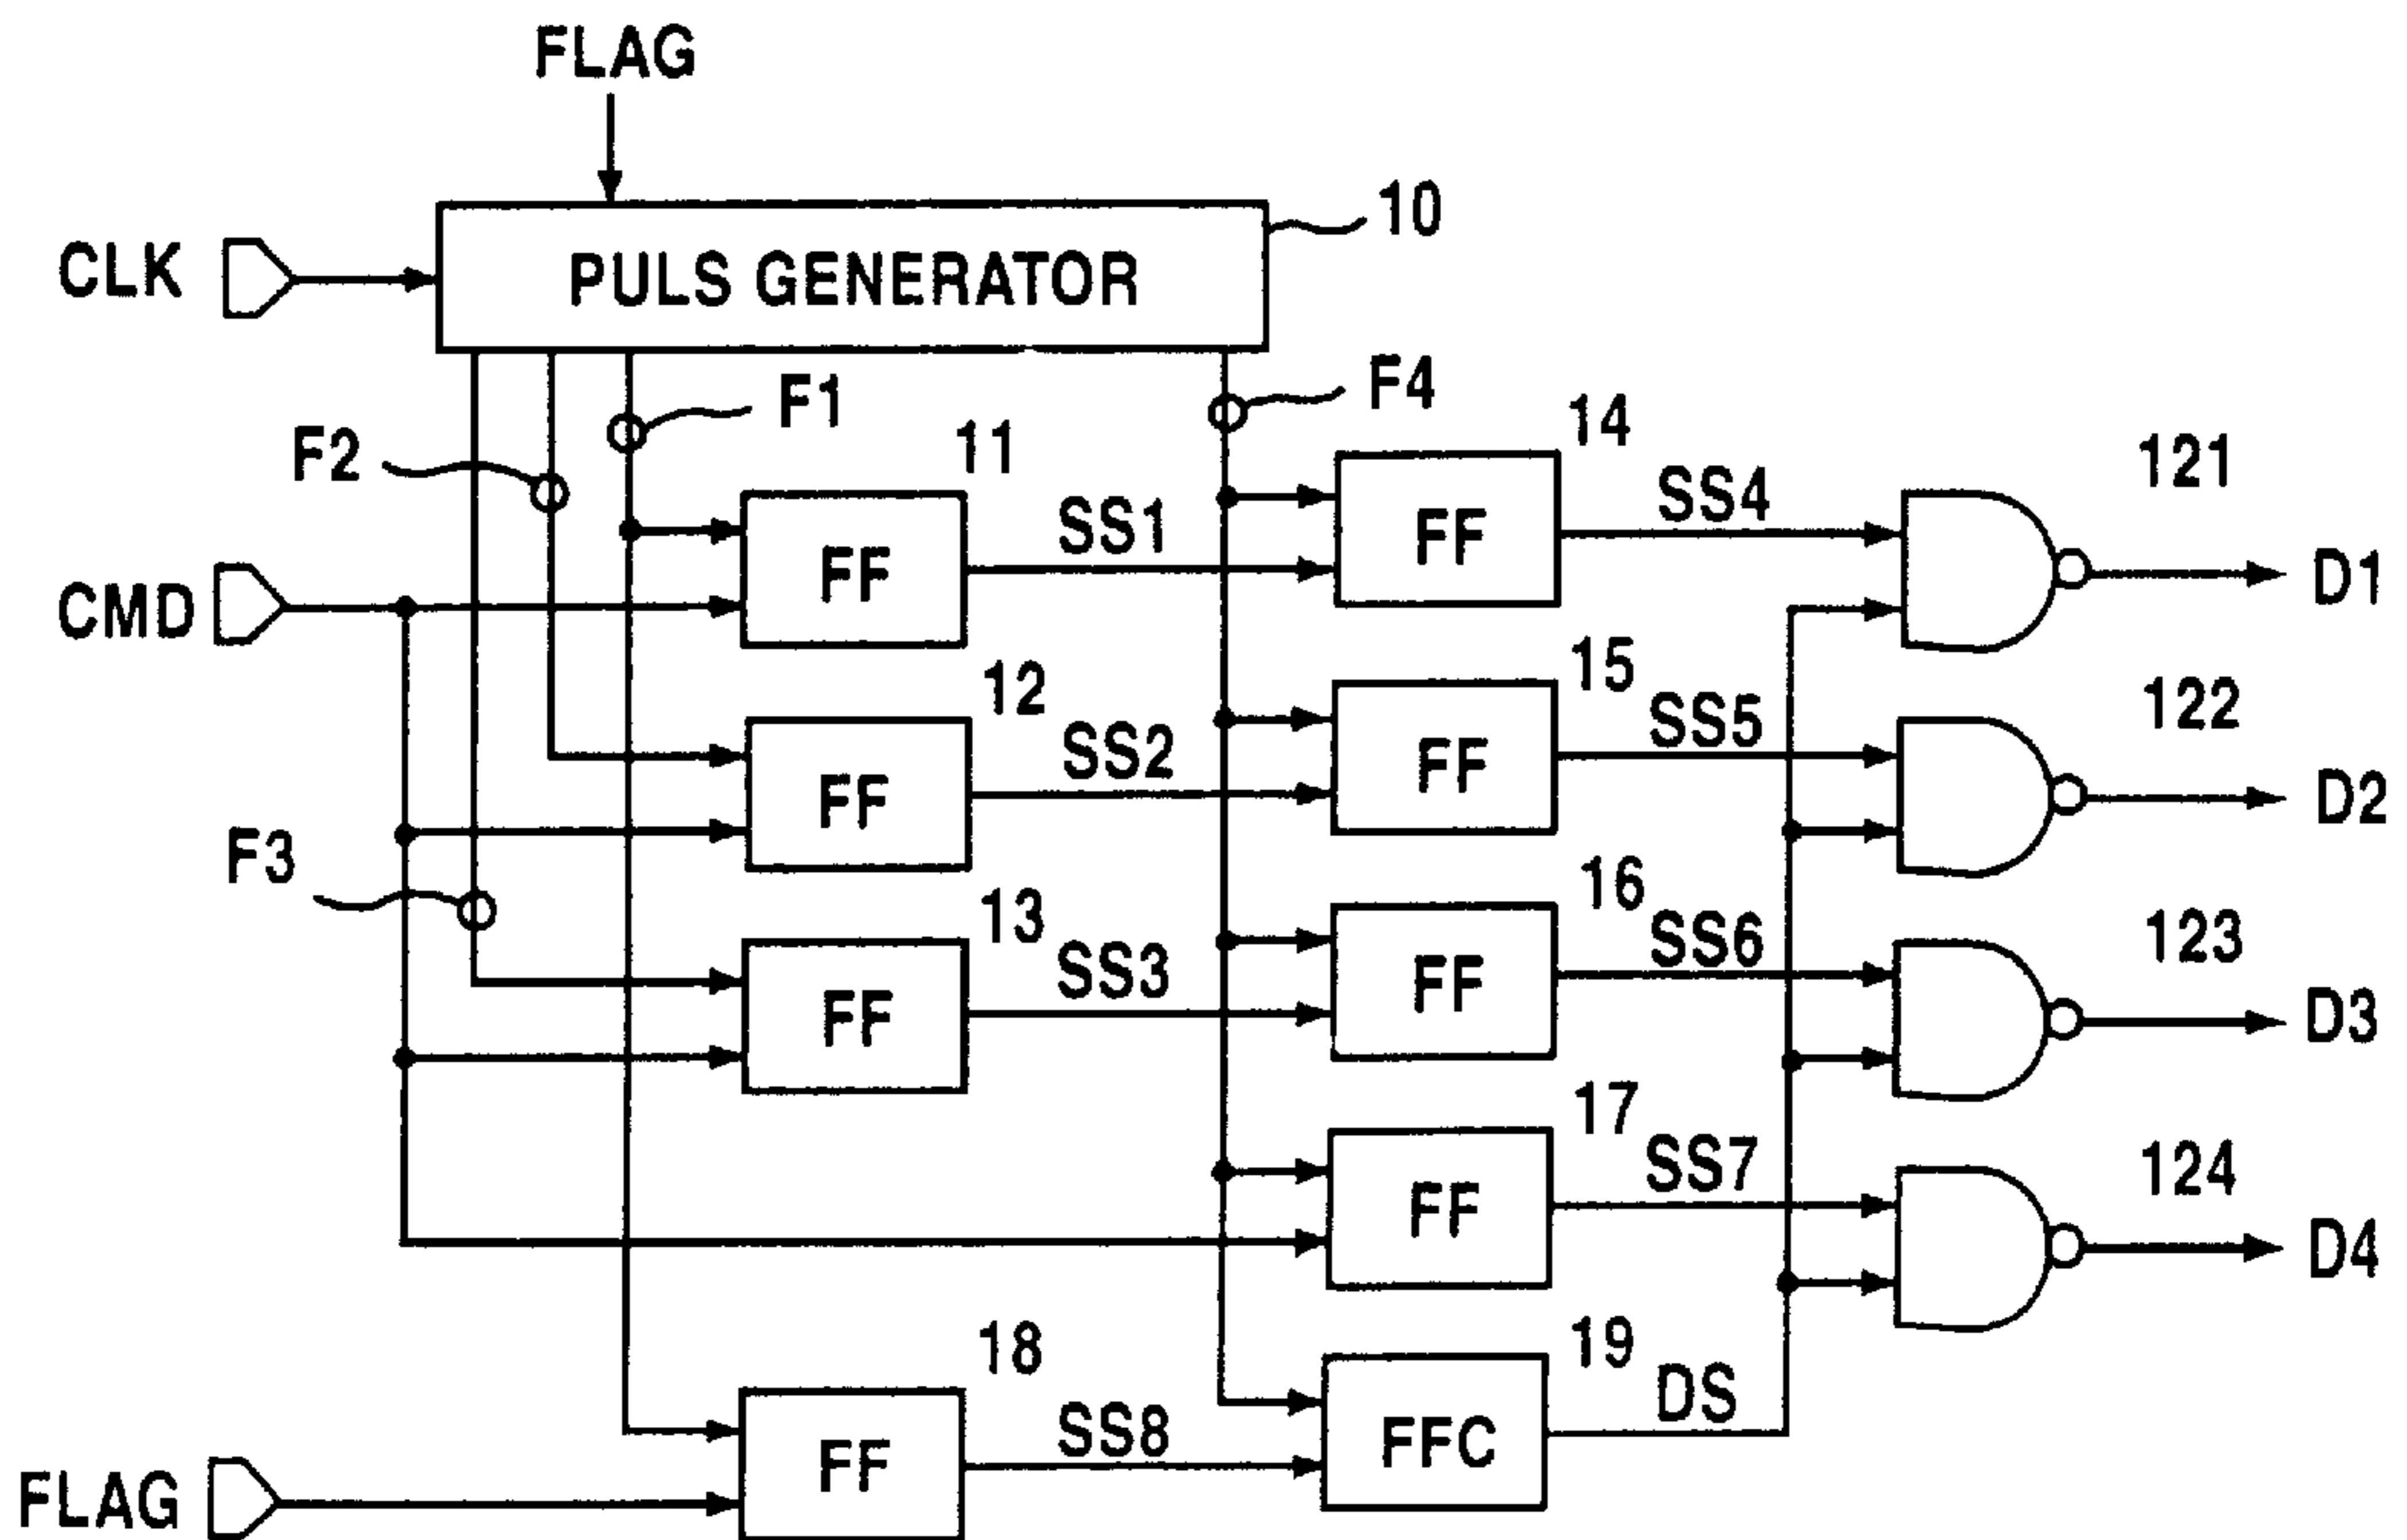 FLAG
10
CLK
PULS GENERATOR
F1
F4
F2
11
14
121
SS1
SS4
FF
FF
D1
CMD
12
15
122
SS2
SS5
FF
FF
D2
F3
13
16
123
SS3
SS6
FF
FF
D3
17
124
SS7
FF
D4
18
19
SS8
DS
FF
FFC
FLAG